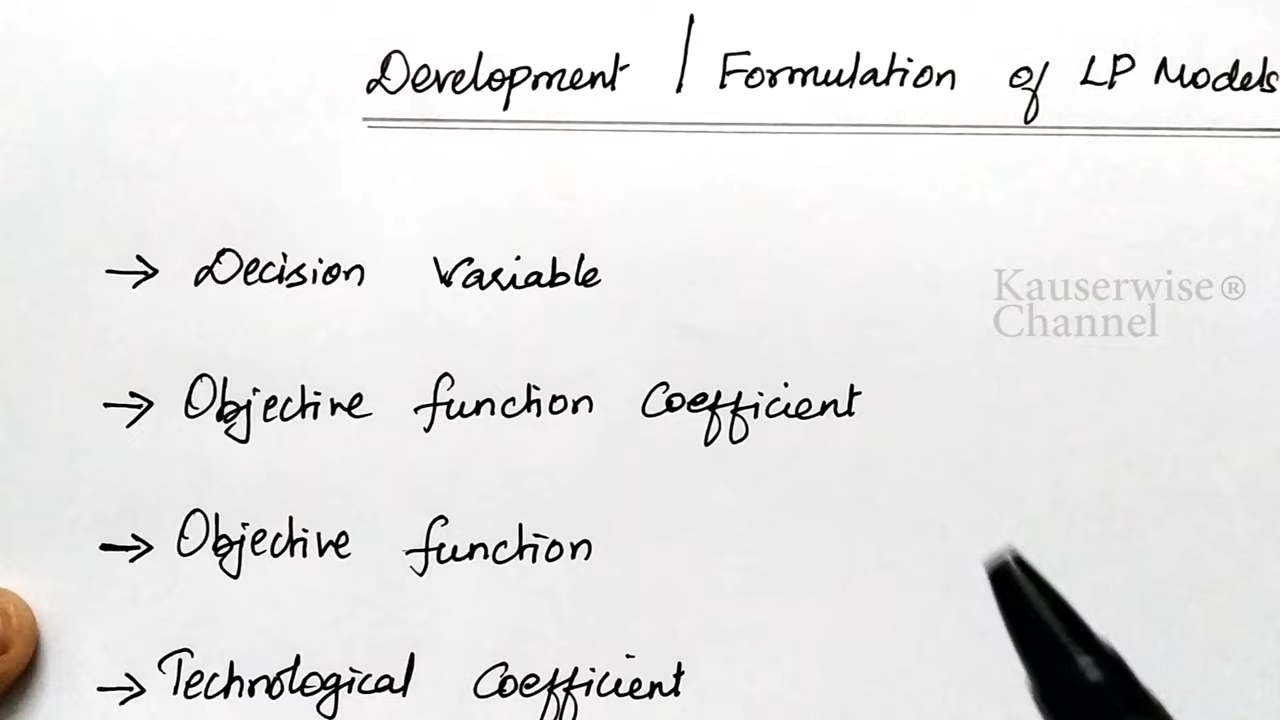 Development / Formulation of LP Models
→ Decision Variable
Kauserwise®
Channel
→ Objective function Coefficient
→ Objective function
→ Technological Coefficient